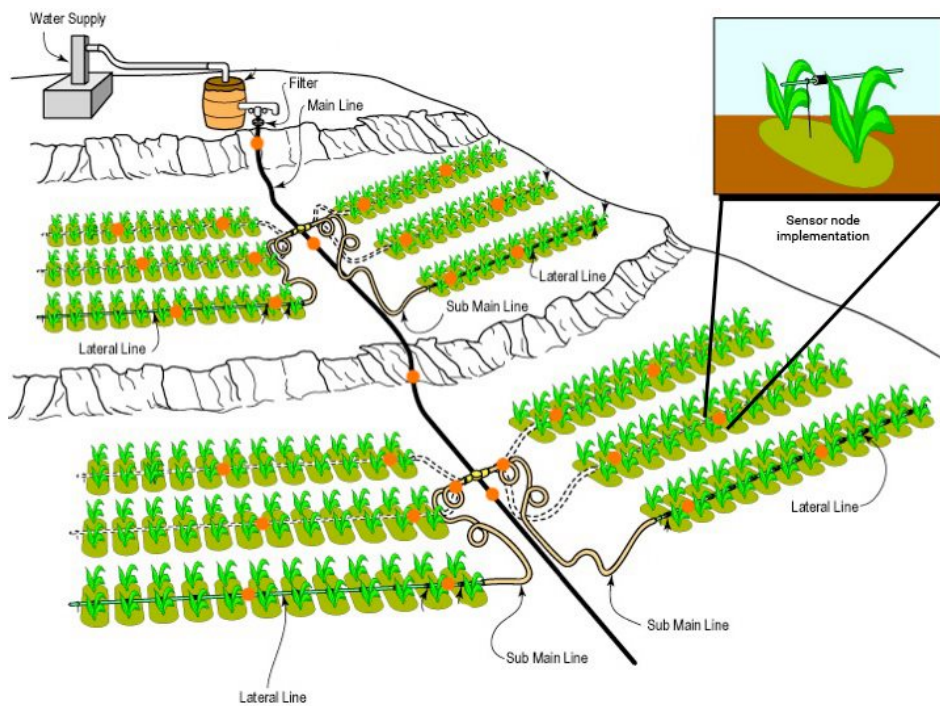 Water Supply
Filter
Main Line
Sensor node
implementation
Lateral Line
Sub Main Line
Lateral Line
Lateral Line
Sub Main Line
Sub Main Line
Lateral Line